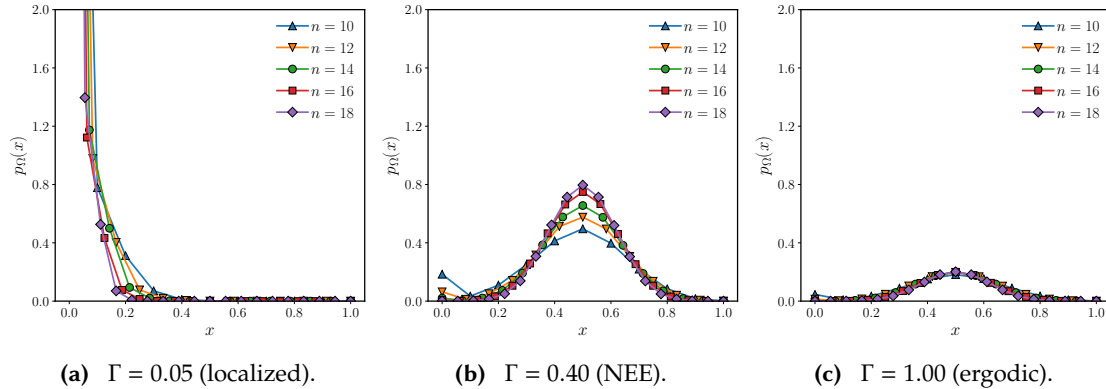 2.0
1.6
1.2
0.8
0.4
0.0
pΩ(x)
n = 10
n = 12
n = 14
n = 16
n = 18
0.0 0.2 0.4 0.6 0.8 1.0
x
(a) Γ = 0.05 (localized).
2.0
1.6
1.2
0.8
0.4
0.0
pΩ(x)
n = 10
n = 12
n = 14
n = 16
n = 18
0.0 0.2 0.4 0.6 0.8 1.0
x
(b) Γ = 0.40 (NEE).
2.0
1.6
1.2
0.8
0.4
0.0
pΩ(x)
n = 10
n = 12
n = 14
n = 16
n = 18
0.0 0.2 0.4 0.6 0.8 1.0
x
(c) Γ = 1.00 (ergodic).